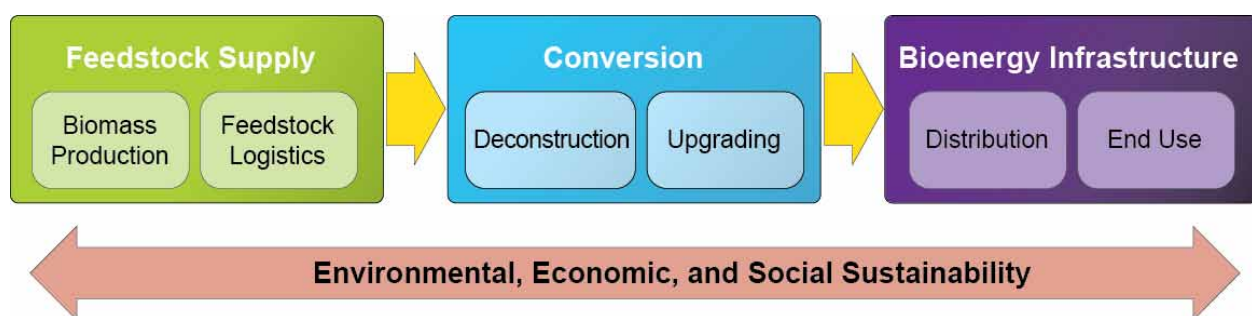 Feedstock Supply
Biomass
Production
Feedstock
Logistics
Conversion
Deconstruction
Upgrading
Bioenergy Infrastructure
Distribution
End Use
Environmental, Economic, and Social Sustainability